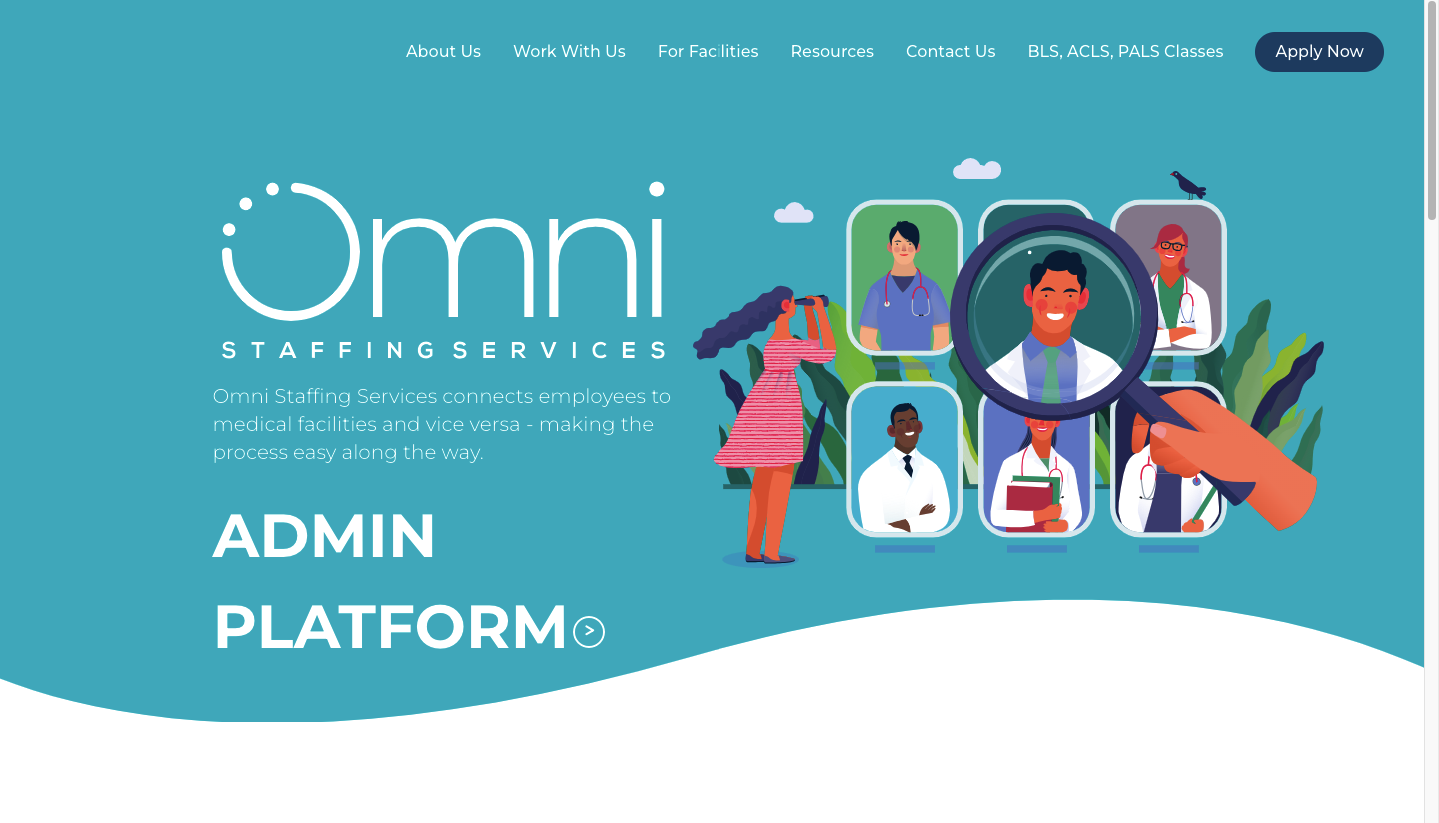 About Us
Work With Us
For Facilities
Resources
Contact Us
BLS, ACLS, PALS Classes
Apply Now
Omni
STAFFING SERVICES
Omni Staffing Services connects employees to
medical facilities and vice versa - making the
process easy along the way.
ADMIN
PLATFORM